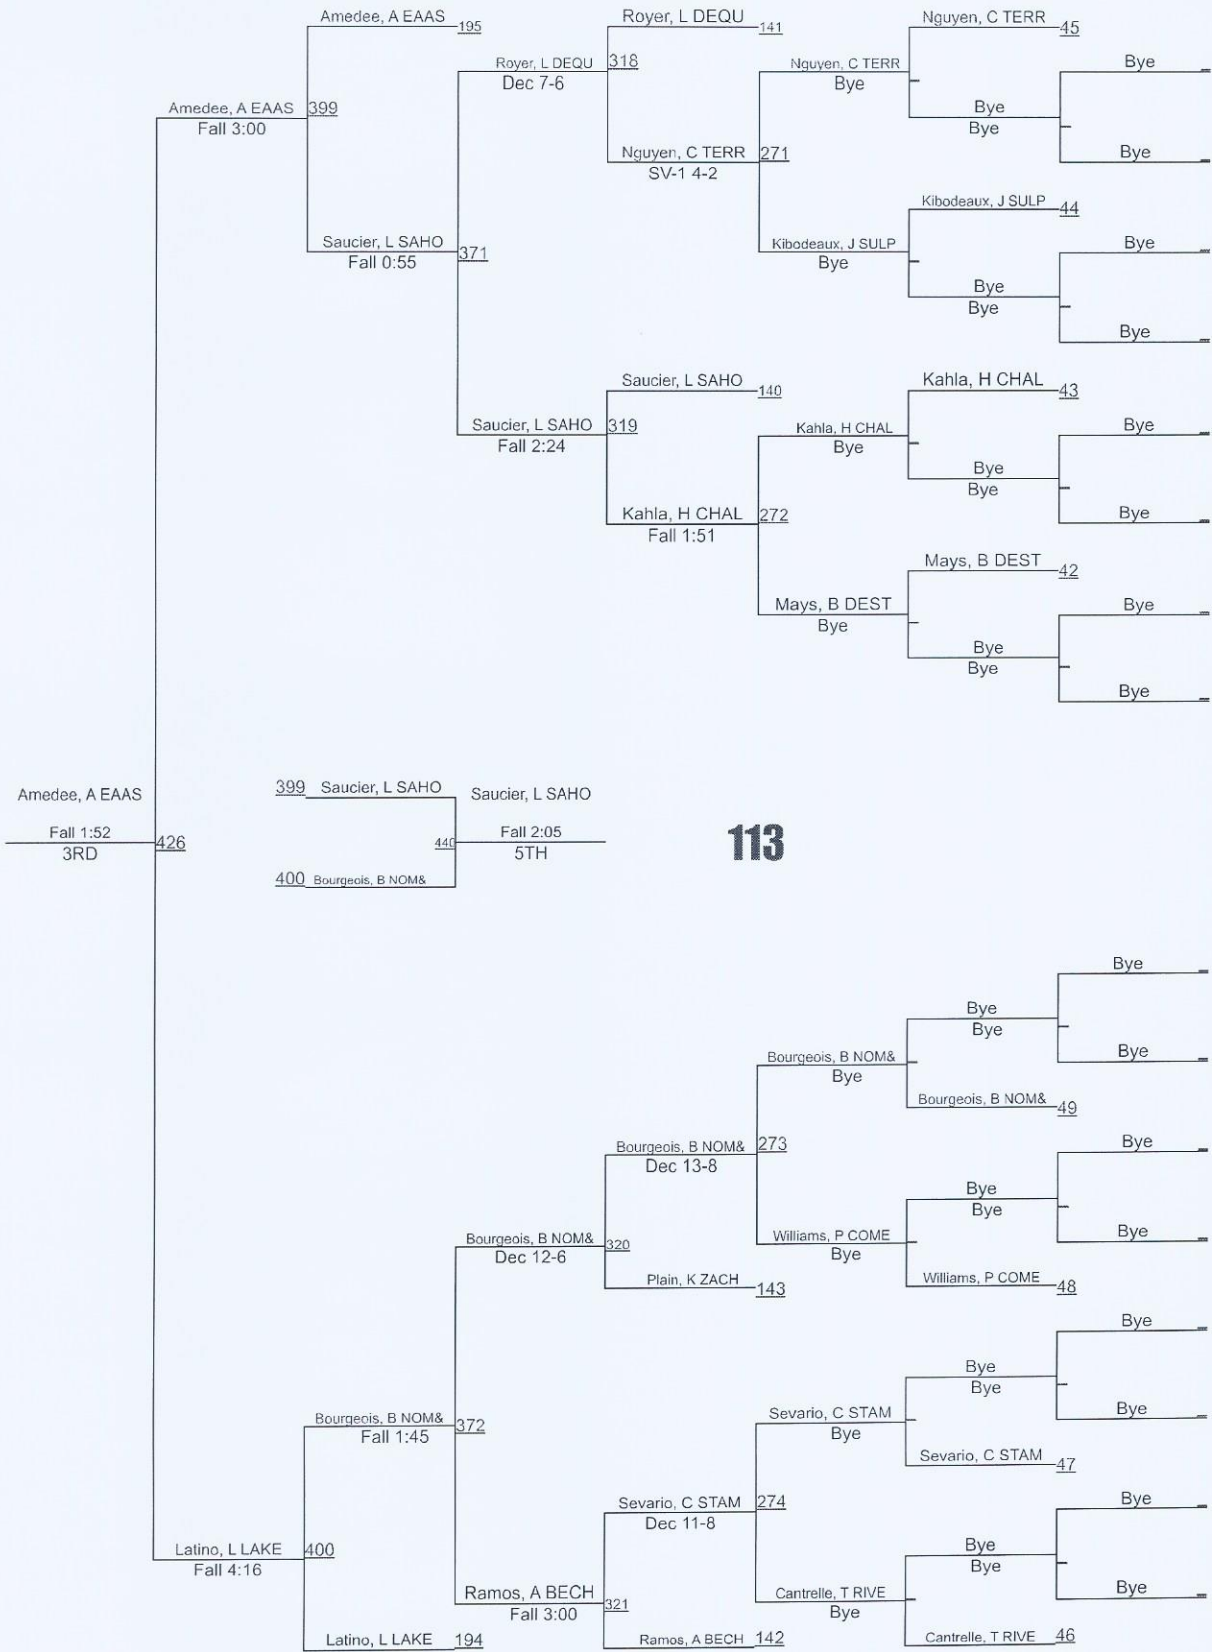 Amedee, A EAAS
195
Royer, L DEQU
141
Nguyen, C TERR
45
Royer, L DEQU
318
Dec 7-6
Nguyen, C TERR
Bye
Bye
Amedee, A EAAS
399
Fall 3:00
Bye
Bye
Nguyen, C TERR
271
SV-1 4-2
Bye
Kibodeaux, J SULP
44
Saucier, L SAHO
371
Fall 0:55
Kibodeaux, J SULP
Bye
Bye
Bye
Bye
Bye
Saucier, L SAHO
140
Kahla, H CHAL
43
Saucier, L SAHO
319
Fall 2:24
Kahla, H CHAL
Bye
Bye
Bye
Bye
Kahla, H CHAL
272
Fall 1:51
Bye
Mays, B DEST
42
Mays, B DEST
Bye
Bye
Bye
Bye
Bye
Amedee, A EAAS
399
Saucier, L SAHO
Saucier, L SAHO
Fall 1:52
426
3RD
440
Fall 2:05
5TH
113
400
Bourgeois, B NOM&
Bye
Bye
Bye
Bourgeois, B NOM&
Bye
Bye
Bourgeois, B NOM&
49
Bourgeois, B NOM&
273
Dec 13-8
Bye
Bye
Bye
Bourgeois, B NOM&
320
Dec 12-6
Williams, P COME
Bye
Bye
Plain, K ZACH
143
Williams, P COME
48
Bye
Bye
Bye
Bourgeois, B NOM&
372
Fall 1:45
Sevario, C STAM
Bye
Bye
Sevario, C STAM
47
Sevario, C STAM
274
Dec 11-8
Bye
Latino, L LAKE
400
Fall 4:16
Bye
Bye
Ramos, A BECH
321
Fall 3:00
Cantrelle, T RIVE
Bye
Bye
Latino, L LAKE
194
Ramos, A BECH
142
Cantrelle, T RIVE
46